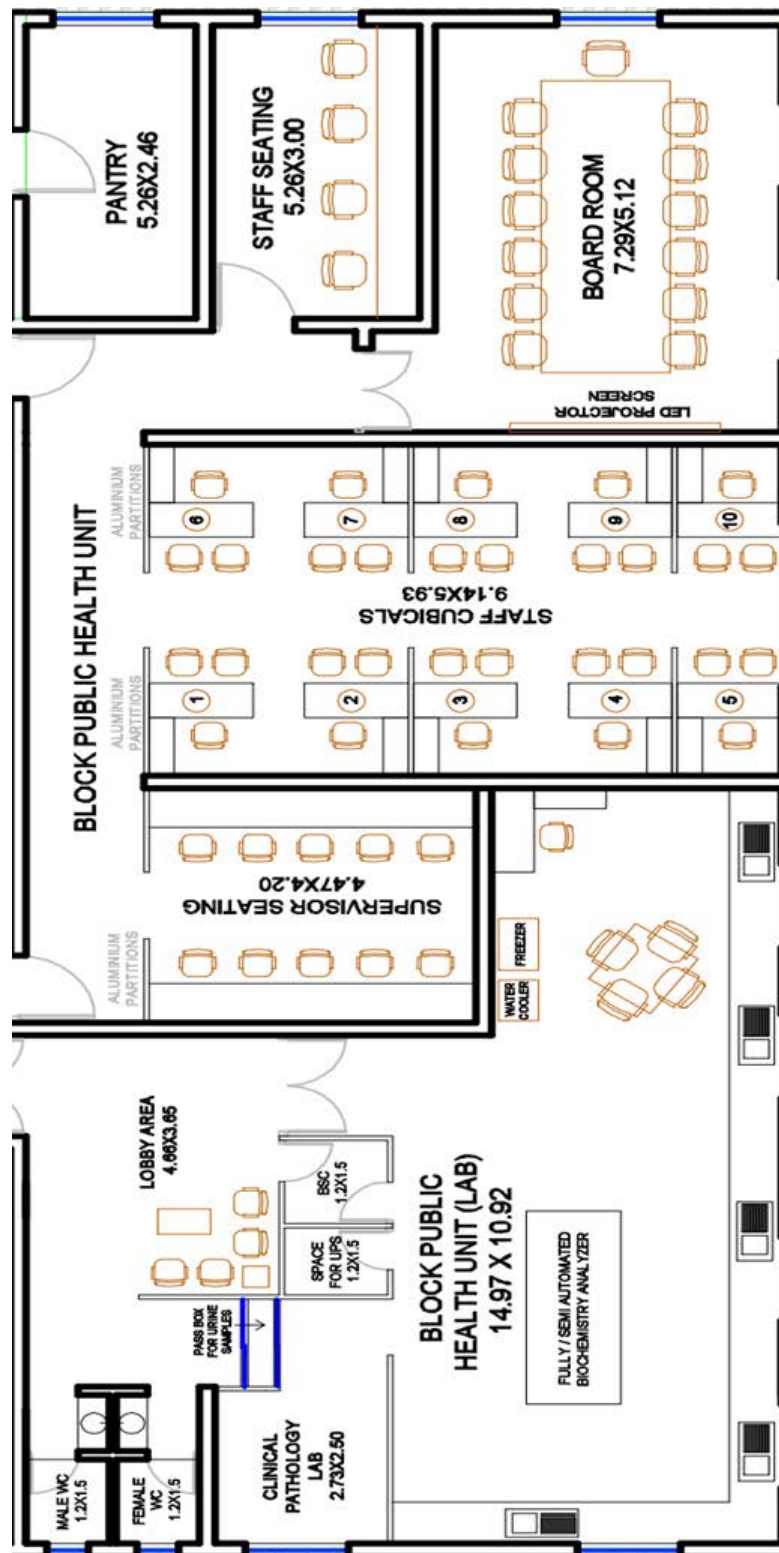 PANTRY
5.26X2.46
STAFF SEATING
5.26X3.00
BOARD ROOM
7.29X5.12
LED PROJECTOR
SCREEN
BLOCK PUBLIC HEALTH UNIT
ALUMINIUM
PARTITIONS
6
7
8
9
10
STAFF CUBICALS
9.14X5.93
ALUMINIUM
PARTITIONS
1
2
3
4
5
SUPERVISOR SEATING
4.47X4.20
ALUMINIUM
PARTITIONS
FREEZER
WATER
COOLER
LOBBY AREA
4.66X3.65
BSC
1.2X1.5
SPACE
FOR UPS
1.2X1.5
PASS BOX
FOR URINE
SAMPLES
BLOCK PUBLIC
HEALTH UNIT (LAB)
14.97 X 10.92
FULLY / SEMI AUTOMATED
BIOCHEMISTRY ANALYZER
MALE WC
1.2X1.5
FEMALE
WC
1.2X1.5
CLINICAL
PATHOLOGY
LAB
2.73X2.50